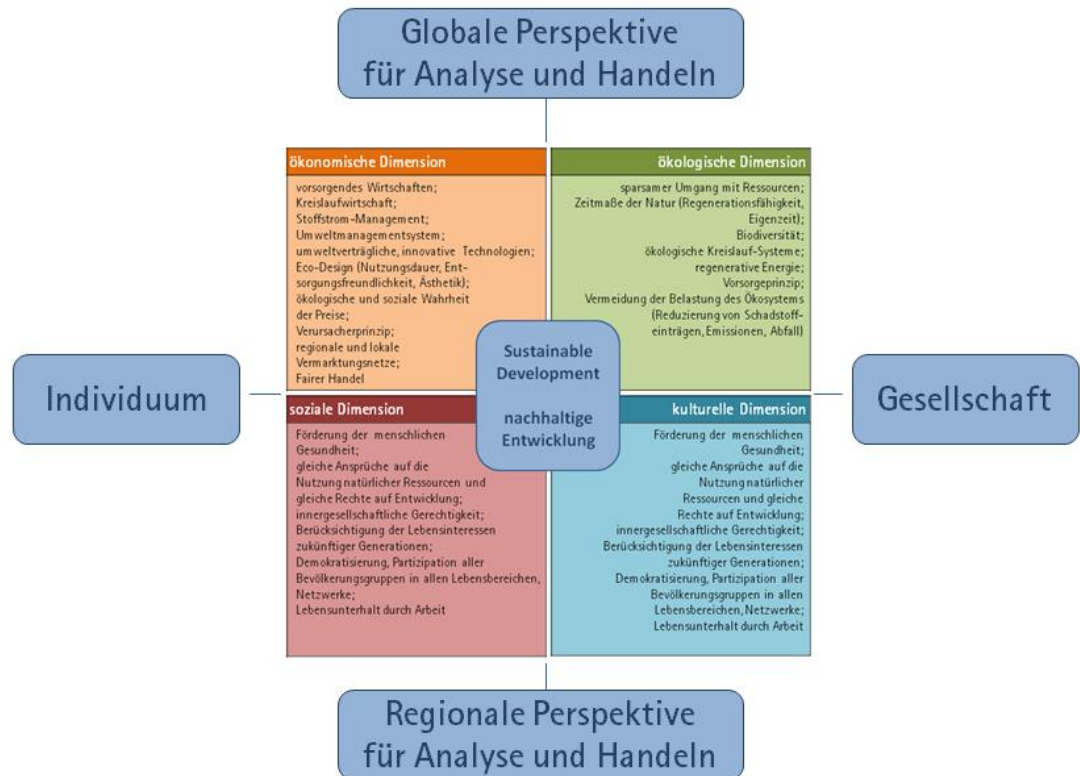 Globale Perspektive
für Analyse und Handeln
ökonomische Dimension
vorsorgendes Wirtschaften;
Kreislaufwirtschaft;
Stoffstrom-Management;
Umweltmanagementsystem;
umweltverträgliche, innovative Technologien;
Eco-Design (Nutzungsdauer, Ent-
sorgungsfreundlichkeit, Ästhetik);
ökologische und soziale Wahrheit
der Preise;
Verursacherprinzip;
regionale und lokale
Vermarktungsnetze;
Fairer Handel
ökologische Dimension
sparsamer Umgang mit Ressourcen;
Zeitmaße der Natur (Regenerationsfähigkeit,
Eigenzeit);
Biodiversität;
ökologische Kreislauf-Systeme;
regenerative Energie;
Vorsorgeprinzip;
Vermeidung der Belastung des Ökosystems
(Reduzierung von Schadstoff-
einträgen, Emissionen, Abfall)
Individuum
Sustainable
Development
nachhaltige
Entwicklung
Gesellschaft
soziale Dimension
Förderung der menschlichen
Gesundheit;
gleiche Ansprüche auf die
Nutzung natürlicher Ressourcen und
gleiche Rechte auf Entwicklung;
innergesellschaftliche Gerechtigkeit;
Berücksichtigung der Lebensinteressen
zukünftiger Generationen;
Demokratisierung, Partizipation aller
Bevölkerungsgruppen in allen Lebensbereichen,
Netzwerke;
Lebensunterhalt durch Arbeit
kulturelle Dimension
Förderung der menschlichen
Gesundheit;
gleiche Ansprüche auf die
Nutzung natürlicher
Ressourcen und gleiche
Rechte auf Entwicklung;
innergesellschaftliche Gerechtigkeit;
Berücksichtigung der Lebensinteressen
zukünftiger Generationen;
Demokratisierung, Partizipation aller
Bevölkerungsgruppen in allen
Lebensbereichen, Netzwerke;
Lebensunterhalt durch Arbeit
Regionale Perspektive
für Analyse und Handeln